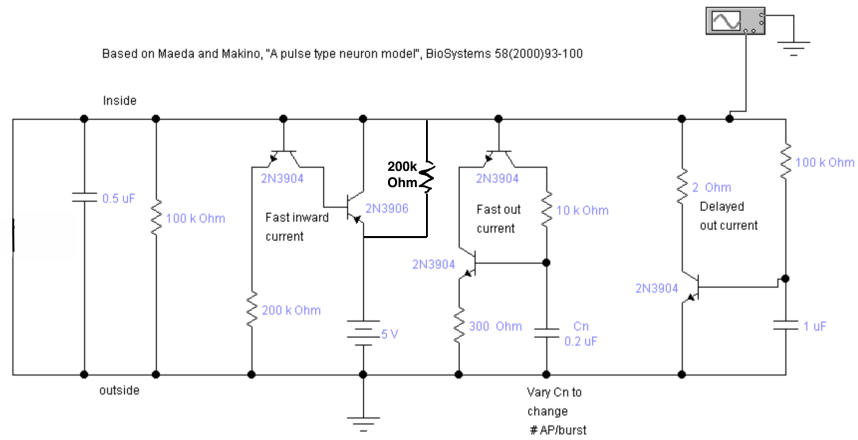 Based on Maeda and Makino, "A pulse type neuron model", BioSystems 58(2000)93-100
Inside
0.5 uF
100 k Ohm
2N3904
Fast inward
current
200 k Ohm
2N3906
200k
Ohm
5 V
2N3904
Fast out
current
10 k Ohm
2N3904
300 Ohm
Cn
0.2 uF
2 Ohm
Delayed
out current
2N3904
100 k Ohm
1 uF
outside
Vary Cn to
change
# AP/burst